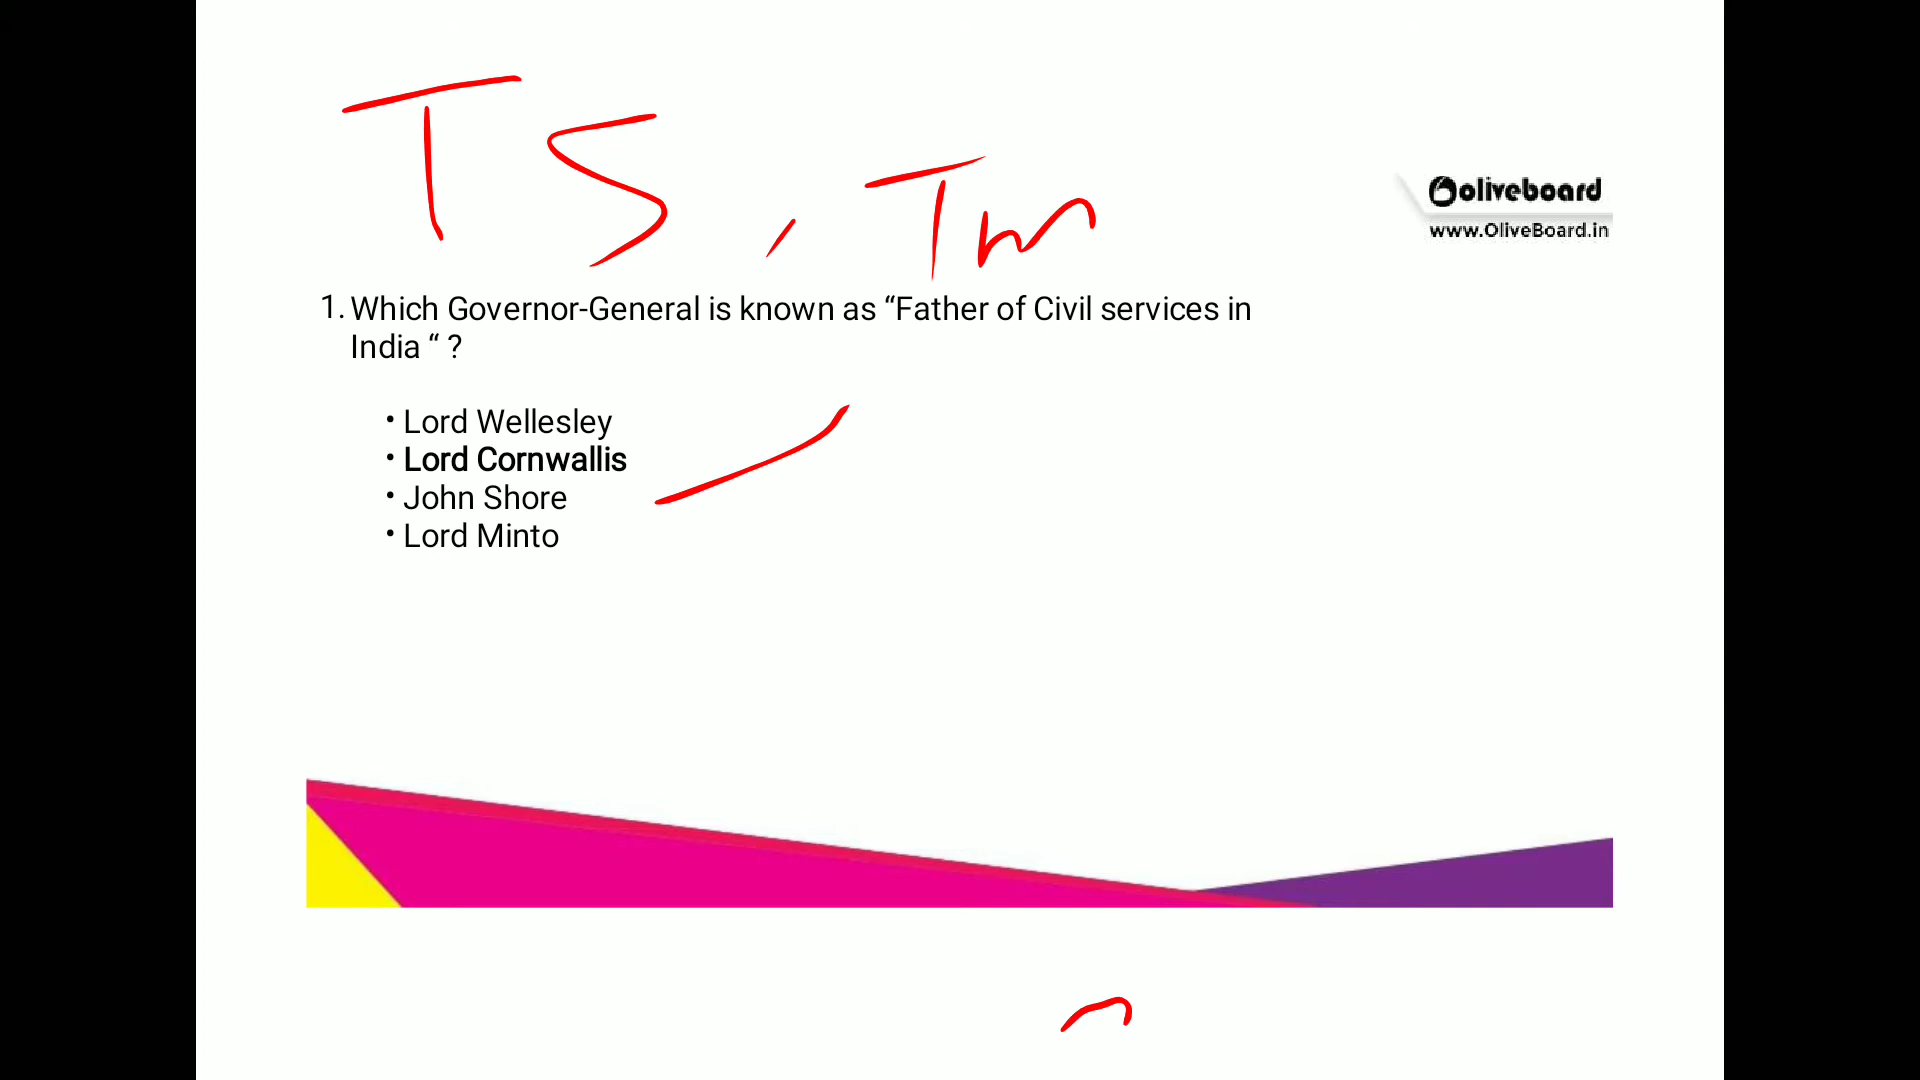 TS, Tm
oliveboard
www.OliveBoard.in
1. Which Governor-General is known as “Father of Civil services in
India “ ?
• Lord Wellesley
• Lord Cornwallis
• John Shore
• Lord Minto